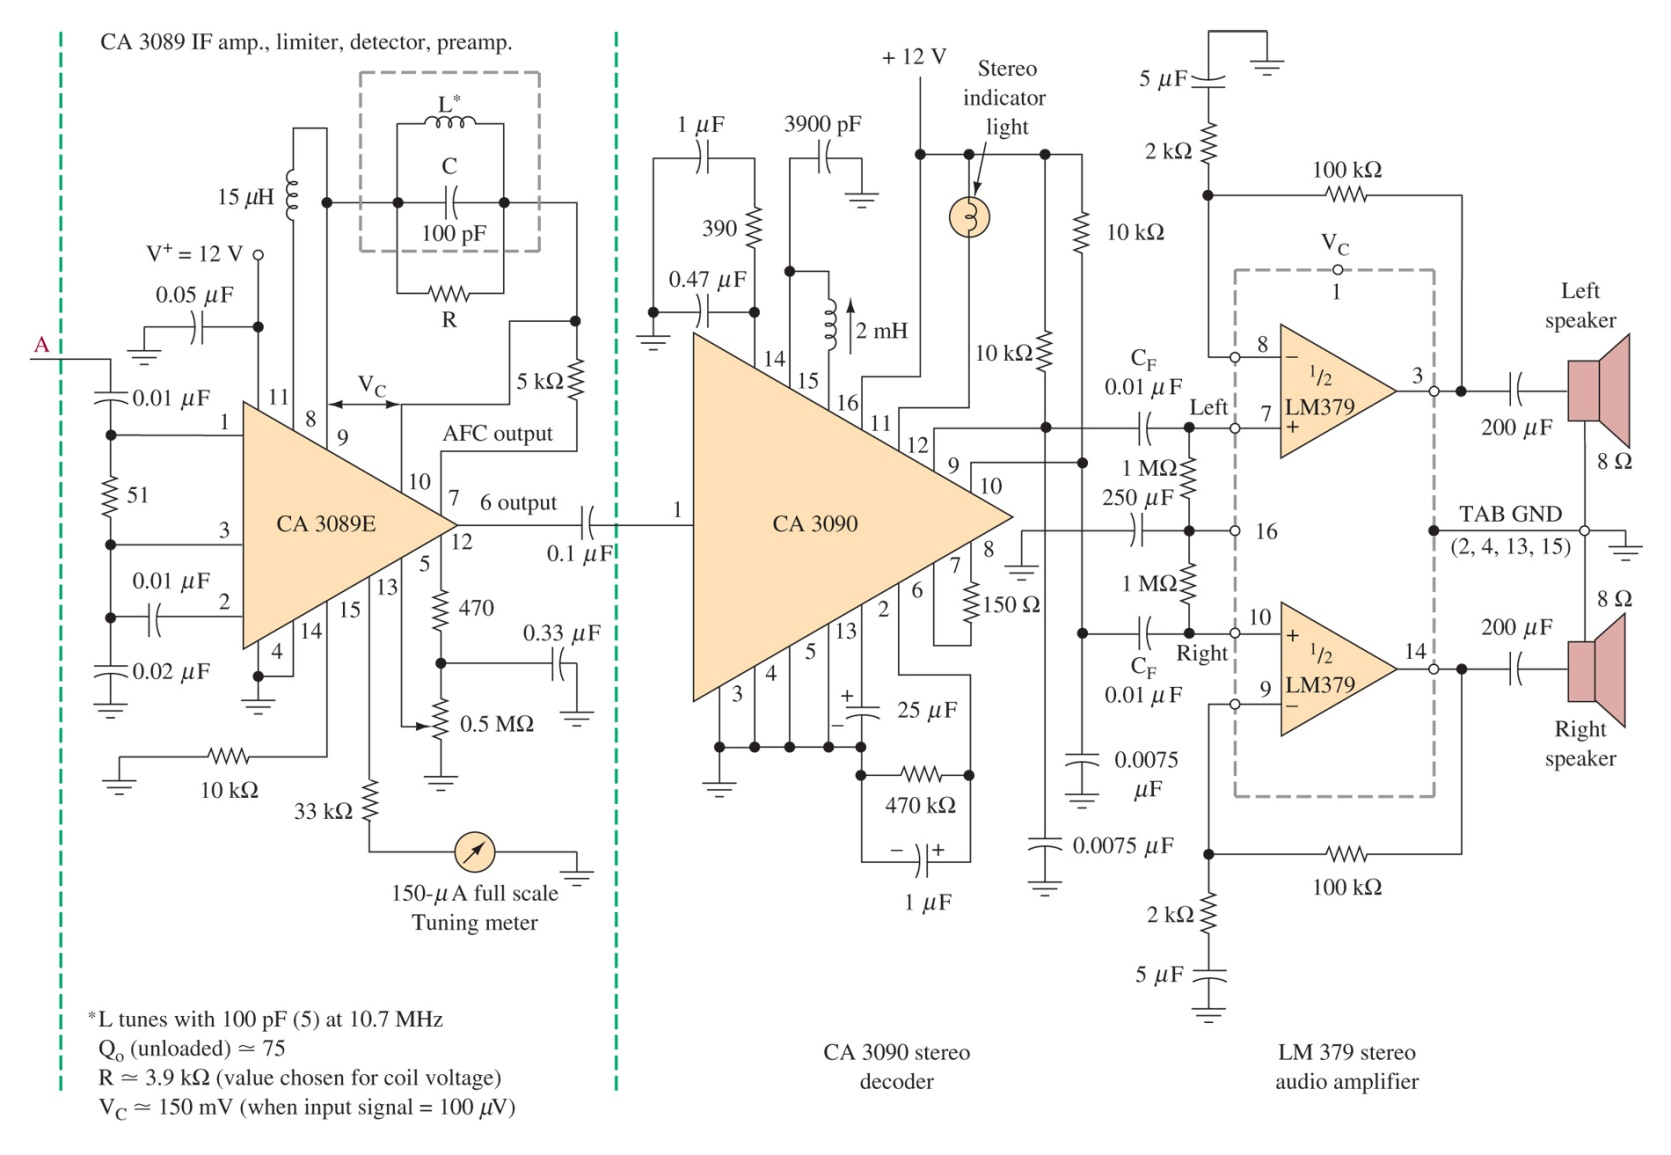 CA 3089 IF amp., limiter, detector, preamp.
L*
C
100 pF
R
15 μH
V+ = 12 V
0.05 μF
A
0.01 μF
51
0.01 μF
0.02 μF
1
3
2
11
8
9
VC
10
7
AFC output
5 kΩ
6 output
12
5
13
15
14
4
CA 3089E
0.1 μF
470
0.33 μF
0.5 MΩ
10 kΩ
33 kΩ
150-μA full scale
Tuning meter
*L tunes with 100 pF (5) at 10.7 MHz
Qo (unloaded) ≃ 75
R ≃ 3.9 kΩ (value chosen for coil voltage)
VC ≃ 150 mV (when input signal = 100 μV)
+ 12 V
Stereo
indicator
light
1 μF
3900 pF
390
0.47 μF
2 mH
10 kΩ
10 kΩ
14
15
16
11
12
9
10
1
CA 3090
8
7
6
2
13
5
4
3
150 Ω
+
−
25 μF
470 kΩ
− +
1 μF
0.0075
μF
0.0075 μF
CA 3090 stereo
decoder
5 μF
2 kΩ
100 kΩ
VC
1
CF
0.01 μF
Left
1 MΩ
250 μF
1 MΩ
Right
CF
0.01 μF
8
7
−
+
1/2
LM379
3
16
10
9
+
−
1/2
LM379
14
200 μF
Left
speaker
8 Ω
TAB GND
(2, 4, 13, 15)
8 Ω
200 μF
Right
speaker
100 kΩ
2 kΩ
5 μF
LM 379 stereo
audio amplifier